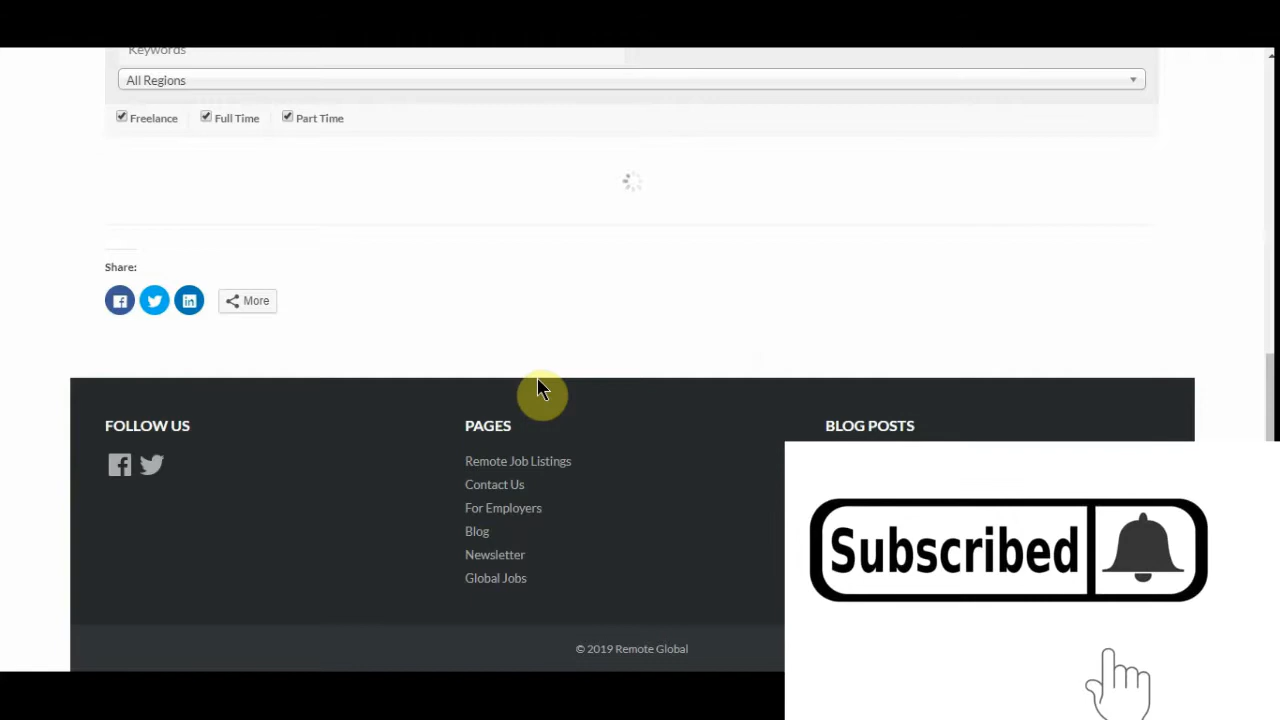 Keywords
All Regions
Freelance Full Time Part Time
Share:
More
FOLLOW US
PAGES
Remote Job Listings
Contact Us
For Employers
Blog
Newsletter
Global Jobs
BLOG POSTS
Subscribed
© 2019 Remote Global